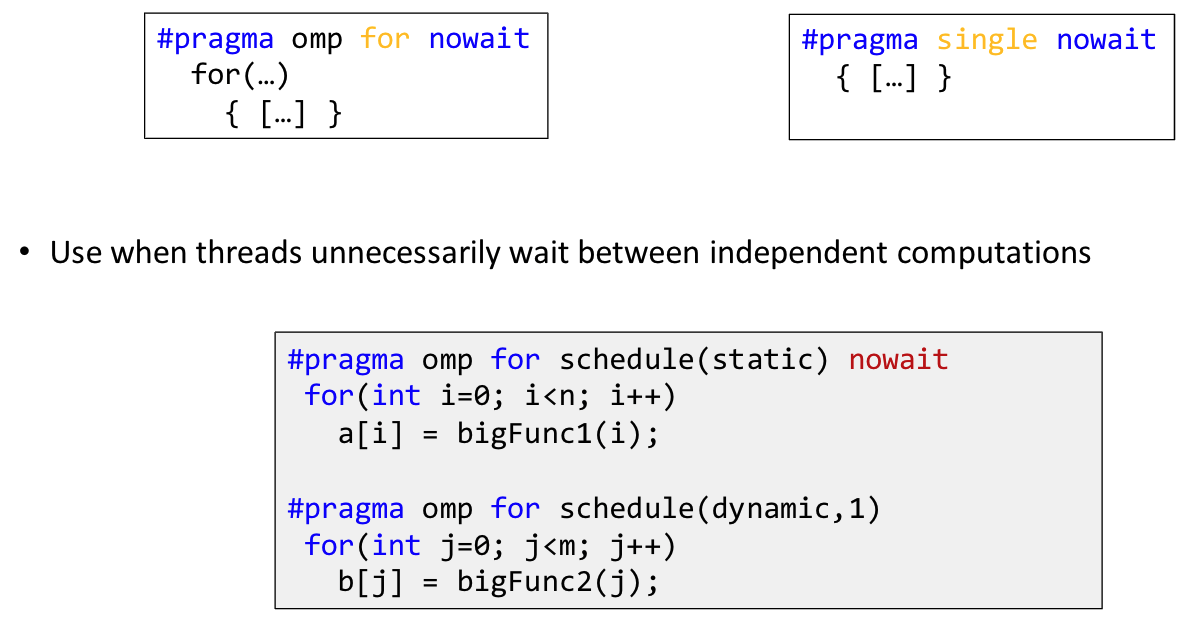 #pragma omp for nowait
for(…)
{ […] }
#pragma single nowait
{ […] }
• Use when threads unnecessarily wait between independent computations
#pragma omp for schedule(static) nowait
for(int i=0; i<n; i++)
a[i] = bigFunc1(i);
#pragma omp for schedule(dynamic,1)
for(int j=0; j<m; j++)
b[j] = bigFunc2(j);